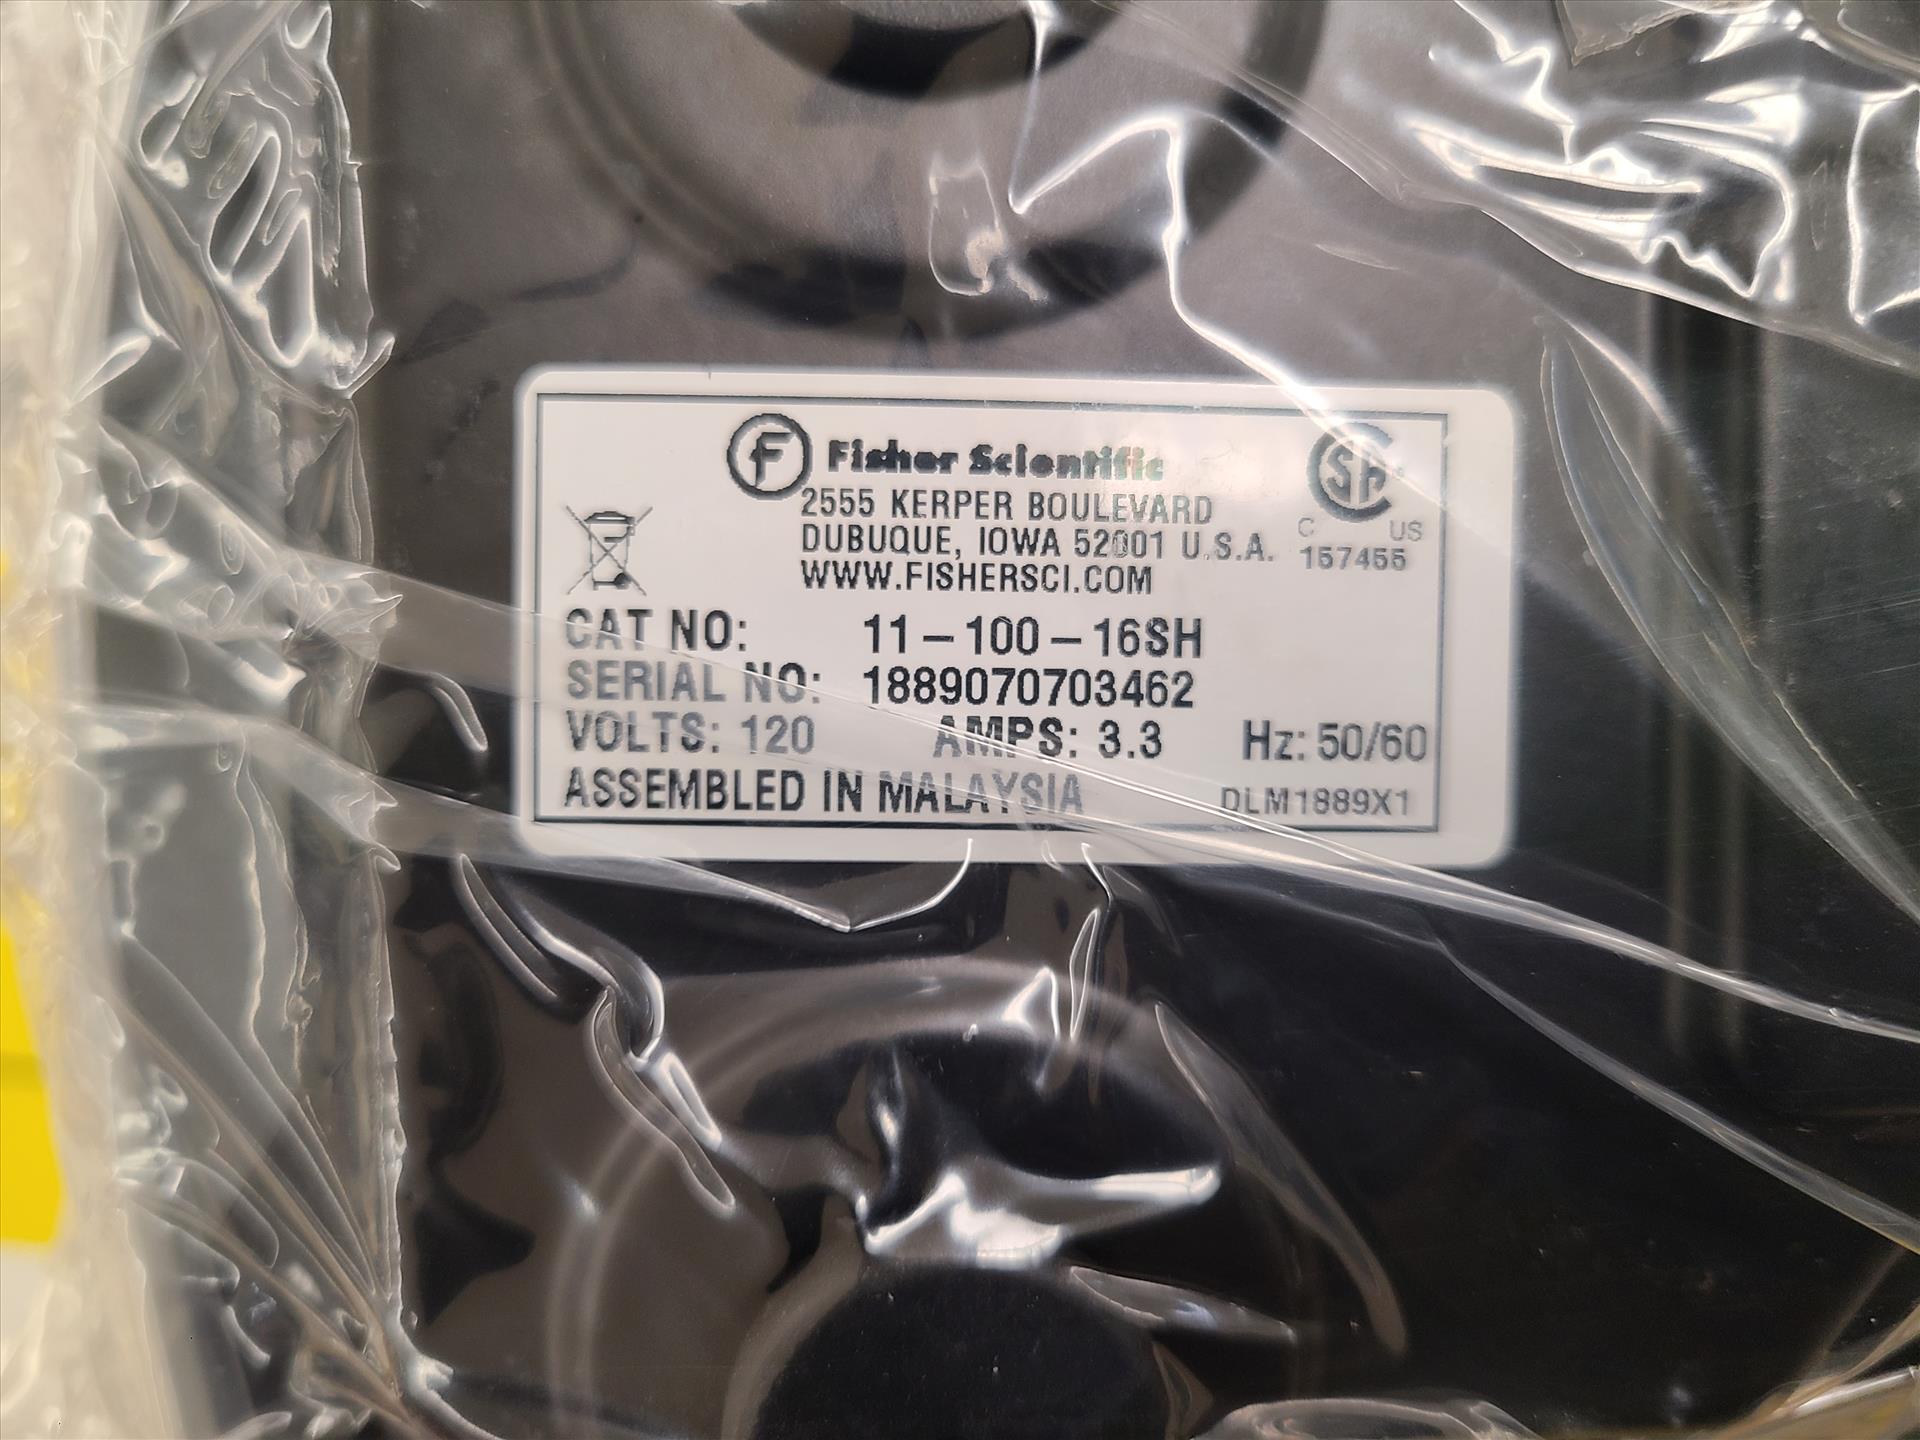 F Fisher Scientific
2555 KERPER BOULEVARD
DUBUQUE, IOWA 52001 U.S.A.
WWW.FISHERSCI.COM
SA
C US
157455
CAT NO: 11-100-16SH
SERIAL NO: 1889070703462
VOLTS: 120 AMPS: 3.3 Hz: 50/60
ASSEMBLED IN MALAYSIA DLM1889X1